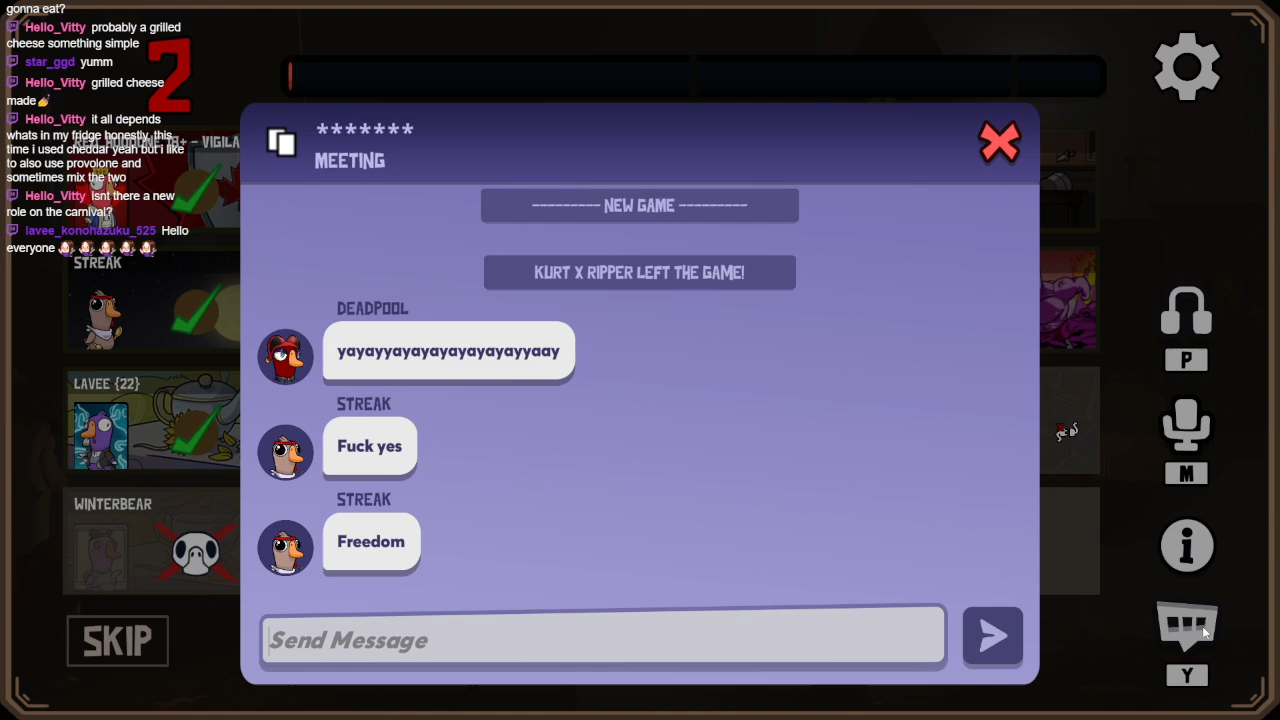 gonna eat?
Hello_Vitty probably a grilled
cheese something simple
star_ggd yumm
Hello_Vitty grilled cheese
made
Hello_Vitty it all depends
whats in my fridge honestly, this
time i used cheddar yeah but i like
to also use provolone and
sometimes mix the two
Hello_Vitty Isnt there a new
role on the carnival?
lavee_konohazuku_525 Hello
everyone
2
18+ - VIGILA
STREAK
LAVEE {22}
WINTERBEAR
SKIP
*******
MEETING
--------- NEW GAME ---------
KURT X RIPPER LEFT THE GAME!
DEADPOOL
yayayyayayayayayayayyaay
STREAK
Fuck yes
STREAK
Freedom
Send Message
P
M
Y